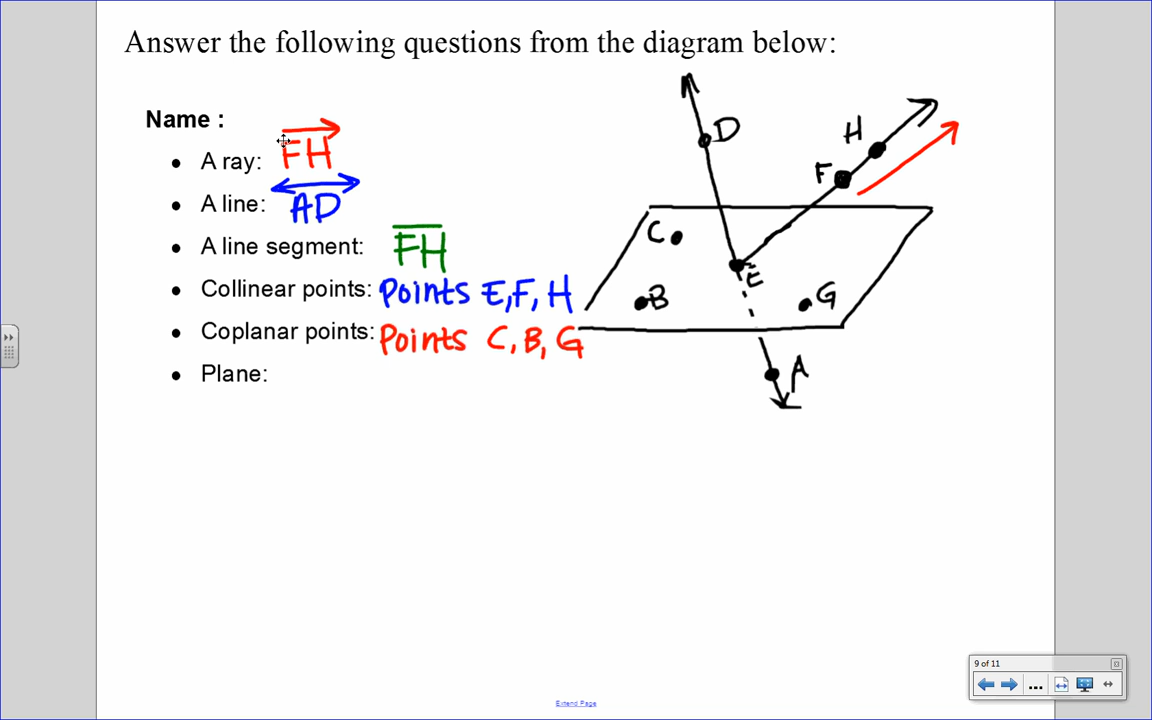 Answer the following questions from the diagram below:
Name :
A ray: FH
A line: AD
A line segment: FH
Collinear points: Points E, F, H
Coplanar points: Points C, B, G
Plane:
D
H
F
C
E
B
G
A
9 of 11
Extend Page